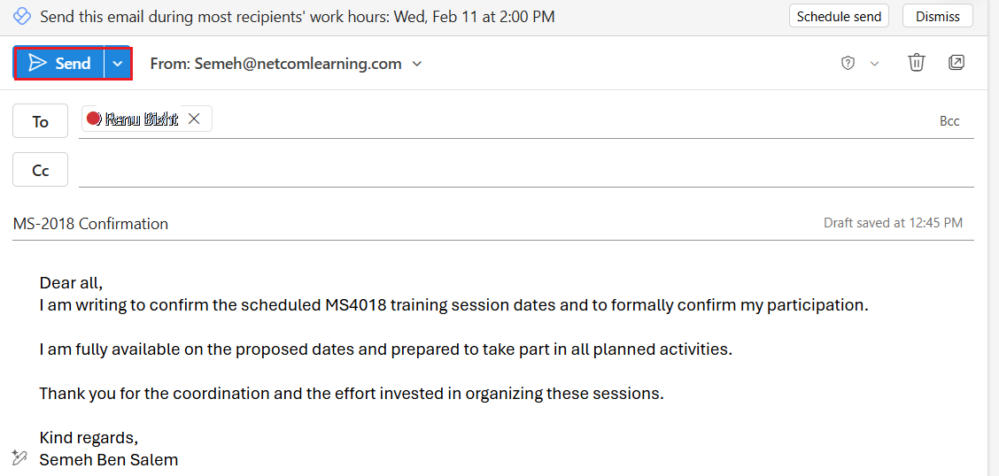 Send this email during most recipients' work hours: Wed, Feb 11 at 2:00 PM
Schedule send
Dismiss
Send
From: Semeh@netcomlearning.com
To
Renu Bisht
Bcc
Cc
MS-2018 Confirmation
Draft saved at 12:45 PM
Dear all,
I am writing to confirm the scheduled MS4018 training session dates and to formally confirm my participation.
I am fully available on the proposed dates and prepared to take part in all planned activities.
Thank you for the coordination and the effort invested in organizing these sessions.
Kind regards,
Semeh Ben Salem